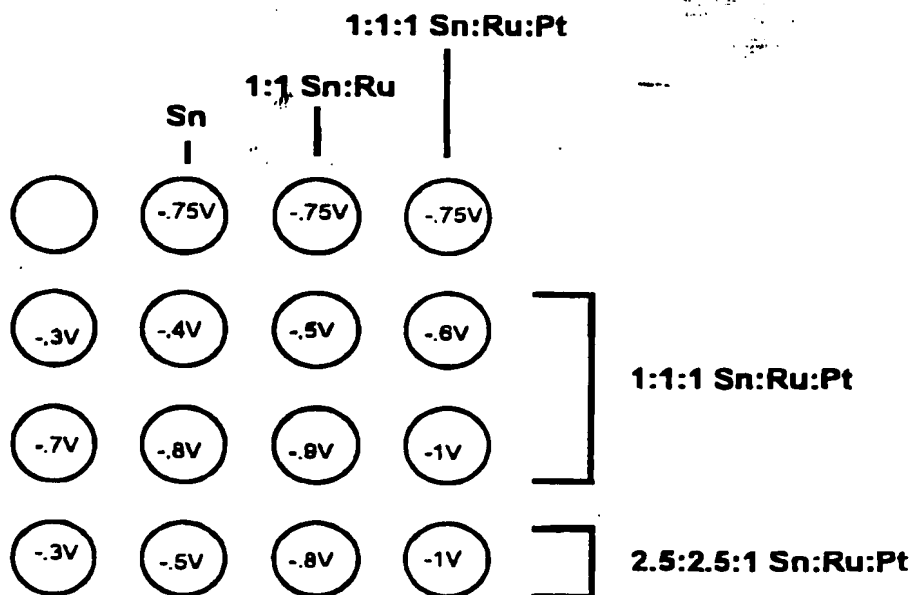 1:1:1 Sn:Ru:Pt
1:1 Sn:Ru
Sn
-.75V -.75V -.75V
-.3V -.4V -.5V -.6V
1:1:1 Sn:Ru:Pt
-.7V -.8V -.9V -1V
-.3V -.5V -.8V -1V
2.5:2.5:1 Sn:Ru:Pt